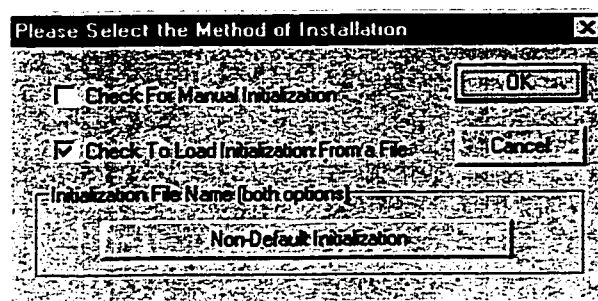 Please Select the Method of Installation
Check For Manual Initialization
OK
Check To Load Initialization From a File
Cancel
Initialization File Name (both options)
Non-Default Initialization